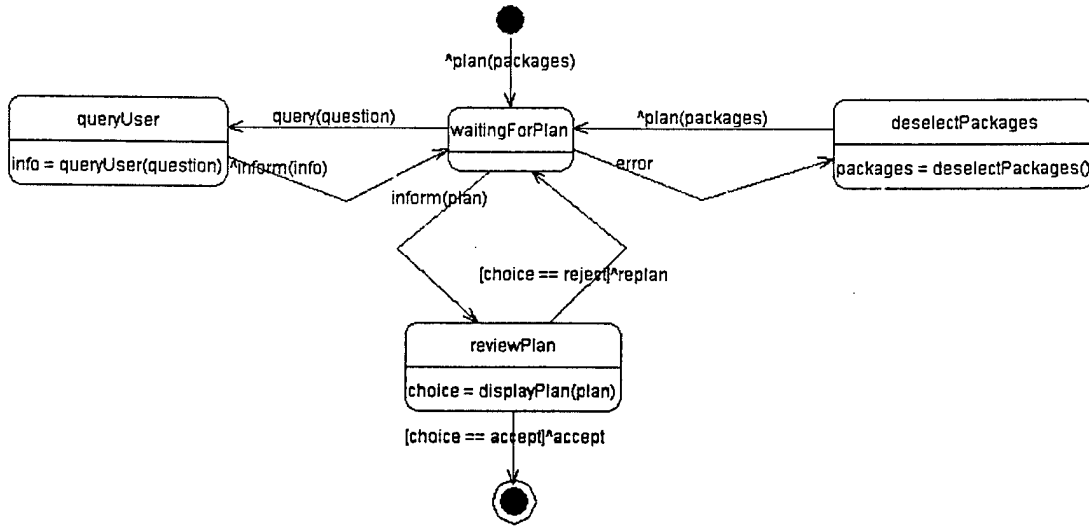 ^plan(packages)
queryUser
query(question)
waitingForPlan
^plan(packages)
deselectPackages
info = queryUser(question)
^inform(info)
error
packages = deselectPackages()
inform(plan)
[choice == reject]^replan
reviewPlan
choice = displayPlan(plan)
[choice == accept]^accept